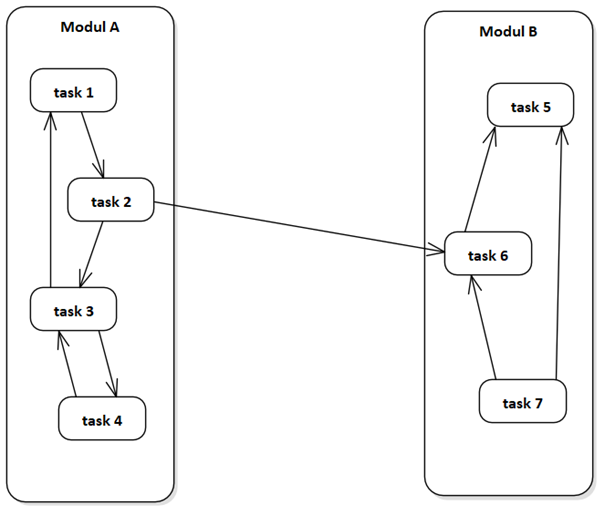 Modul A
task 1
task 2
task 3
task 4
Modul B
task 5
task 6
task 7